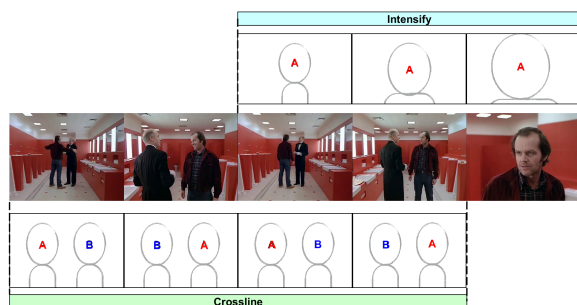 Intensify
A A A
A B B A A B B A
Crossline